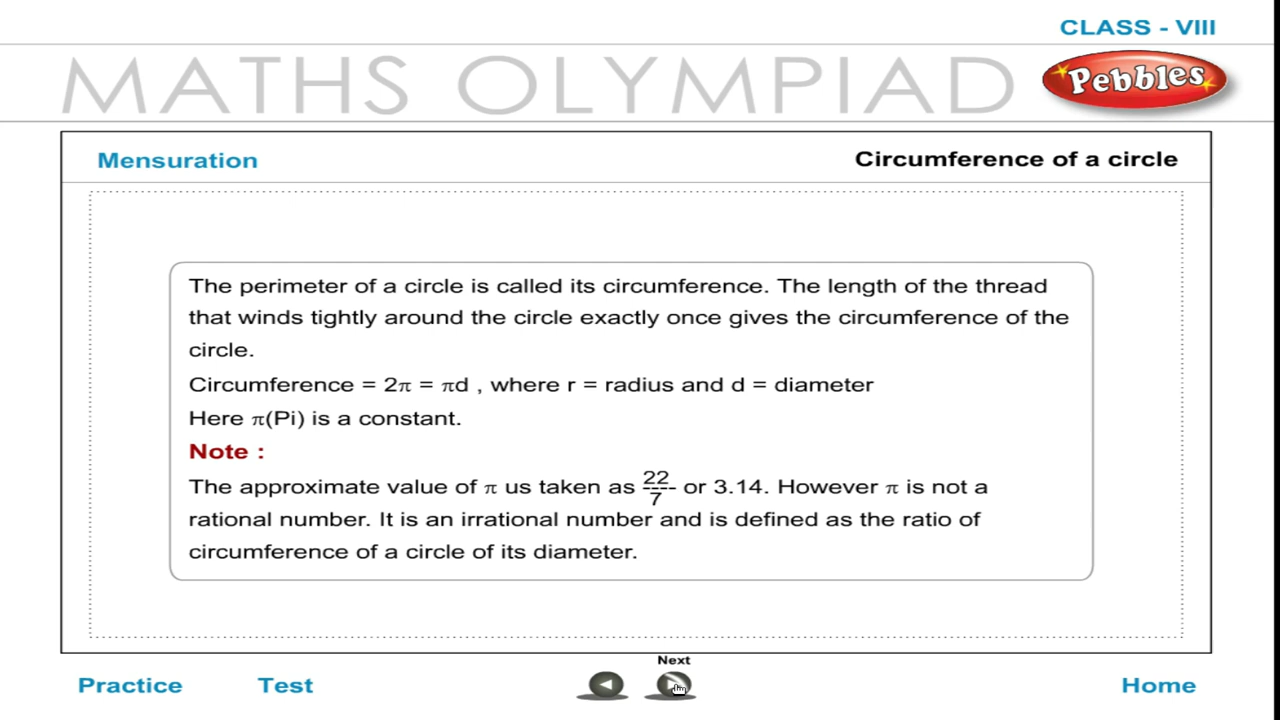 CLASS - VIII
MATHS OLYMPIAD
Pebbles
Mensuration
Circumference of a circle
The perimeter of a circle is called its circumference. The length of the thread
that winds tightly around the circle exactly once gives the circumference of the
circle.
Circumference = 2π = πd , where r = radius and d = diameter
Here π(Pi) is a constant.
Note :
The approximate value of π us taken as 22/7 or 3.14. However π is not a
rational number. It is an irrational number and is defined as the ratio of
circumference of a circle of its diameter.
Next
Practice
Test
Home